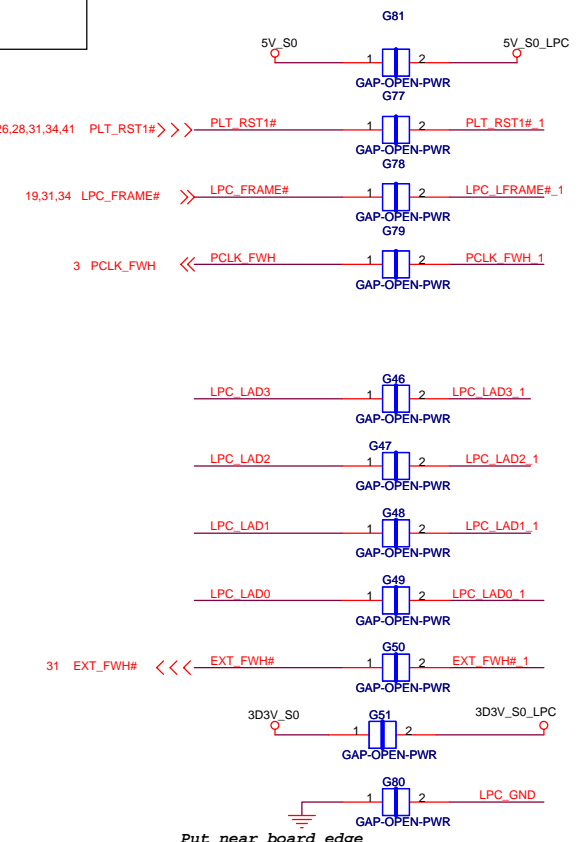 G81
5V_S0 5V_S0_LPC
1 2
GAP-OPEN-PWR
G77
26,28,31,34,41 PLT_RST1# PLT_RST1# 1 2 PLT_RST1#_1
GAP-OPEN-PWR
G78
19,31,34 LPC_FRAME# LPC_FRAME# 1 2 LPC_LFRAME#_1
GAP-OPEN-PWR
G79
3 PCLK_FWH PCLK_FWH 1 2 PCLK_FWH_1
GAP-OPEN-PWR
G46
LPC_LAD3 1 2 LPC_LAD3_1
GAP-OPEN-PWR
G47
LPC_LAD2 1 2 LPC_LAD2_1
GAP-OPEN-PWR
G48
LPC_LAD1 1 2 LPC_LAD1_1
GAP-OPEN-PWR
G49
LPC_LAD0 1 2 LPC_LAD0_1
GAP-OPEN-PWR
G50
31 EXT_FWH# EXT_FWH# 1 2 EXT_FWH#_1
GAP-OPEN-PWR
3D3V_S0 G51 3D3V_S0_LPC
1 2
GAP-OPEN-PWR
G80
1 2 LPC_GND
GAP-OPEN-PWR
Put near board edge